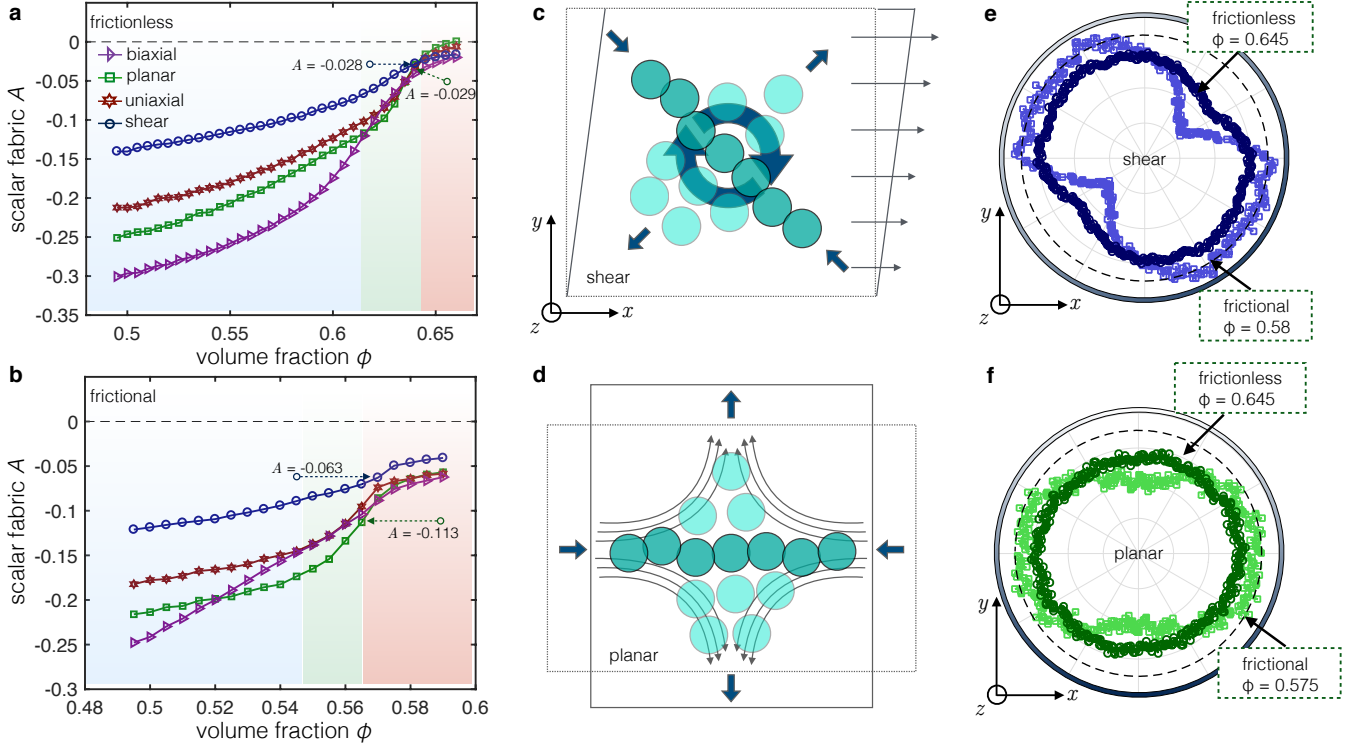 a
frictionless
0
-0.05
-0.1
-0.15
-0.2
-0.25
-0.3
-0.35
scalar fabric A
biaxial
planar
uniaxial
shear
A = -0.028
A = -0.029
0.5
0.55
0.6
0.65
volume fraction ϕ
b
frictional
0
-0.05
-0.1
-0.15
-0.2
-0.25
-0.3
scalar fabric A
A = -0.063
A = -0.113
0.48
0.5
0.52
0.54
0.56
0.58
0.6
volume fraction ϕ
c
y
z
x
shear
d
planar
e
frictionless
ϕ = 0.645
shear
y
z
x
frictional
ϕ = 0.58
f
frictionless
ϕ = 0.645
planar
y
z
x
frictional
ϕ = 0.575